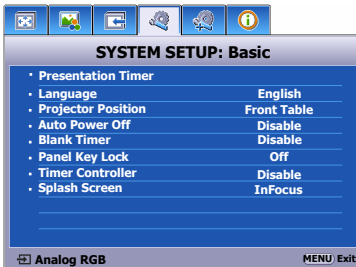 SYSTEM SETUP: Basic
• Presentation Timer
• Language English
• Projector Position Front Table
• Auto Power Off Disable
• Blank Timer Disable
• Panel Key Lock Off
• Timer Controller Disable
• Splash Screen InFocus
Analog RGB MENU Exit